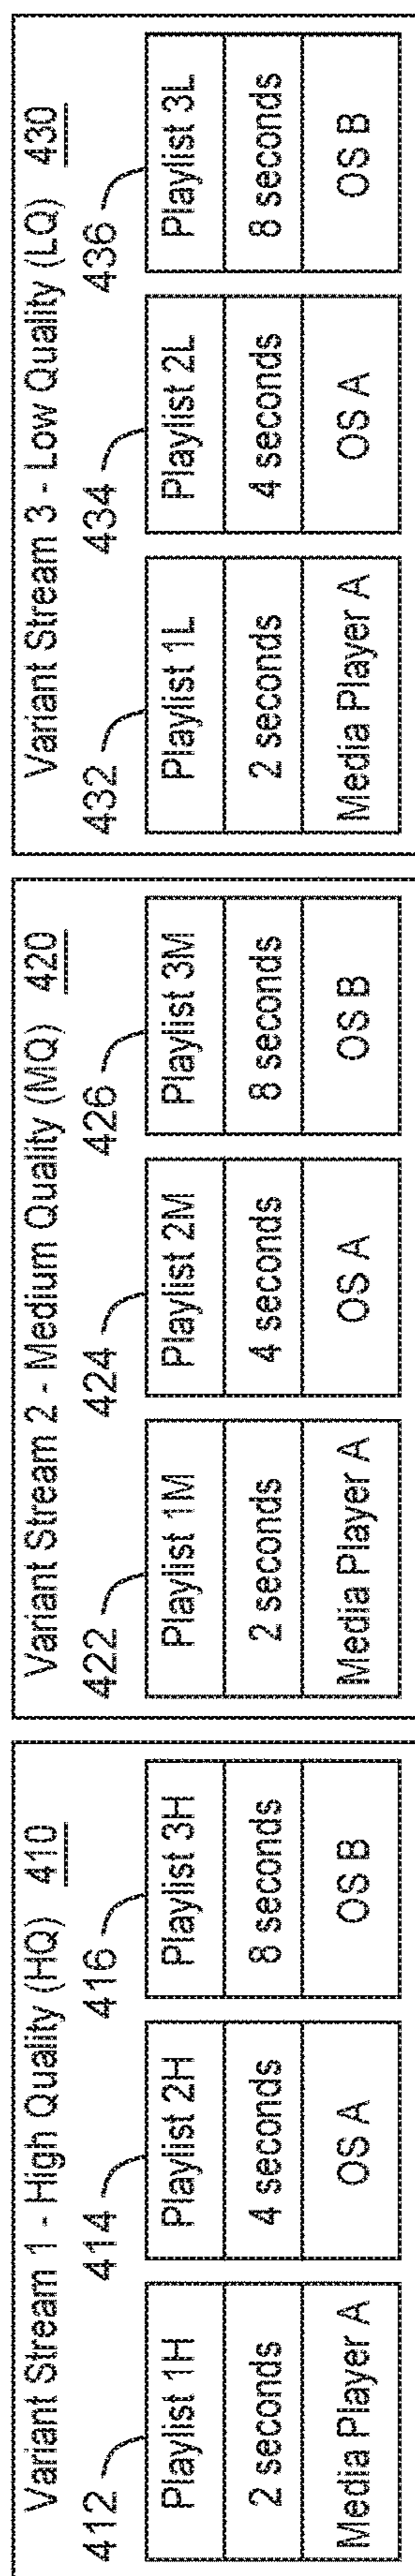 Variant Stream 1 - High Quality (HQ) 410
412
414
416
Playlist 1H
2 seconds
Media Player A
Playlist 2H
4 seconds
OS A
Playlist 3H
8 seconds
OS B
Variant Stream 2 - Medium Quality (MQ) 420
422
424
426
Playlist 1M
2 seconds
Media Player A
Playlist 2M
4 seconds
OS A
Playlist 3M
8 seconds
OS B
Variant Stream 3 - Low Quality (LQ) 430
432
434
436
Playlist 1L
2 seconds
Media Player A
Playlist 2L
4 seconds
OS A
Playlist 3L
8 seconds
OS B